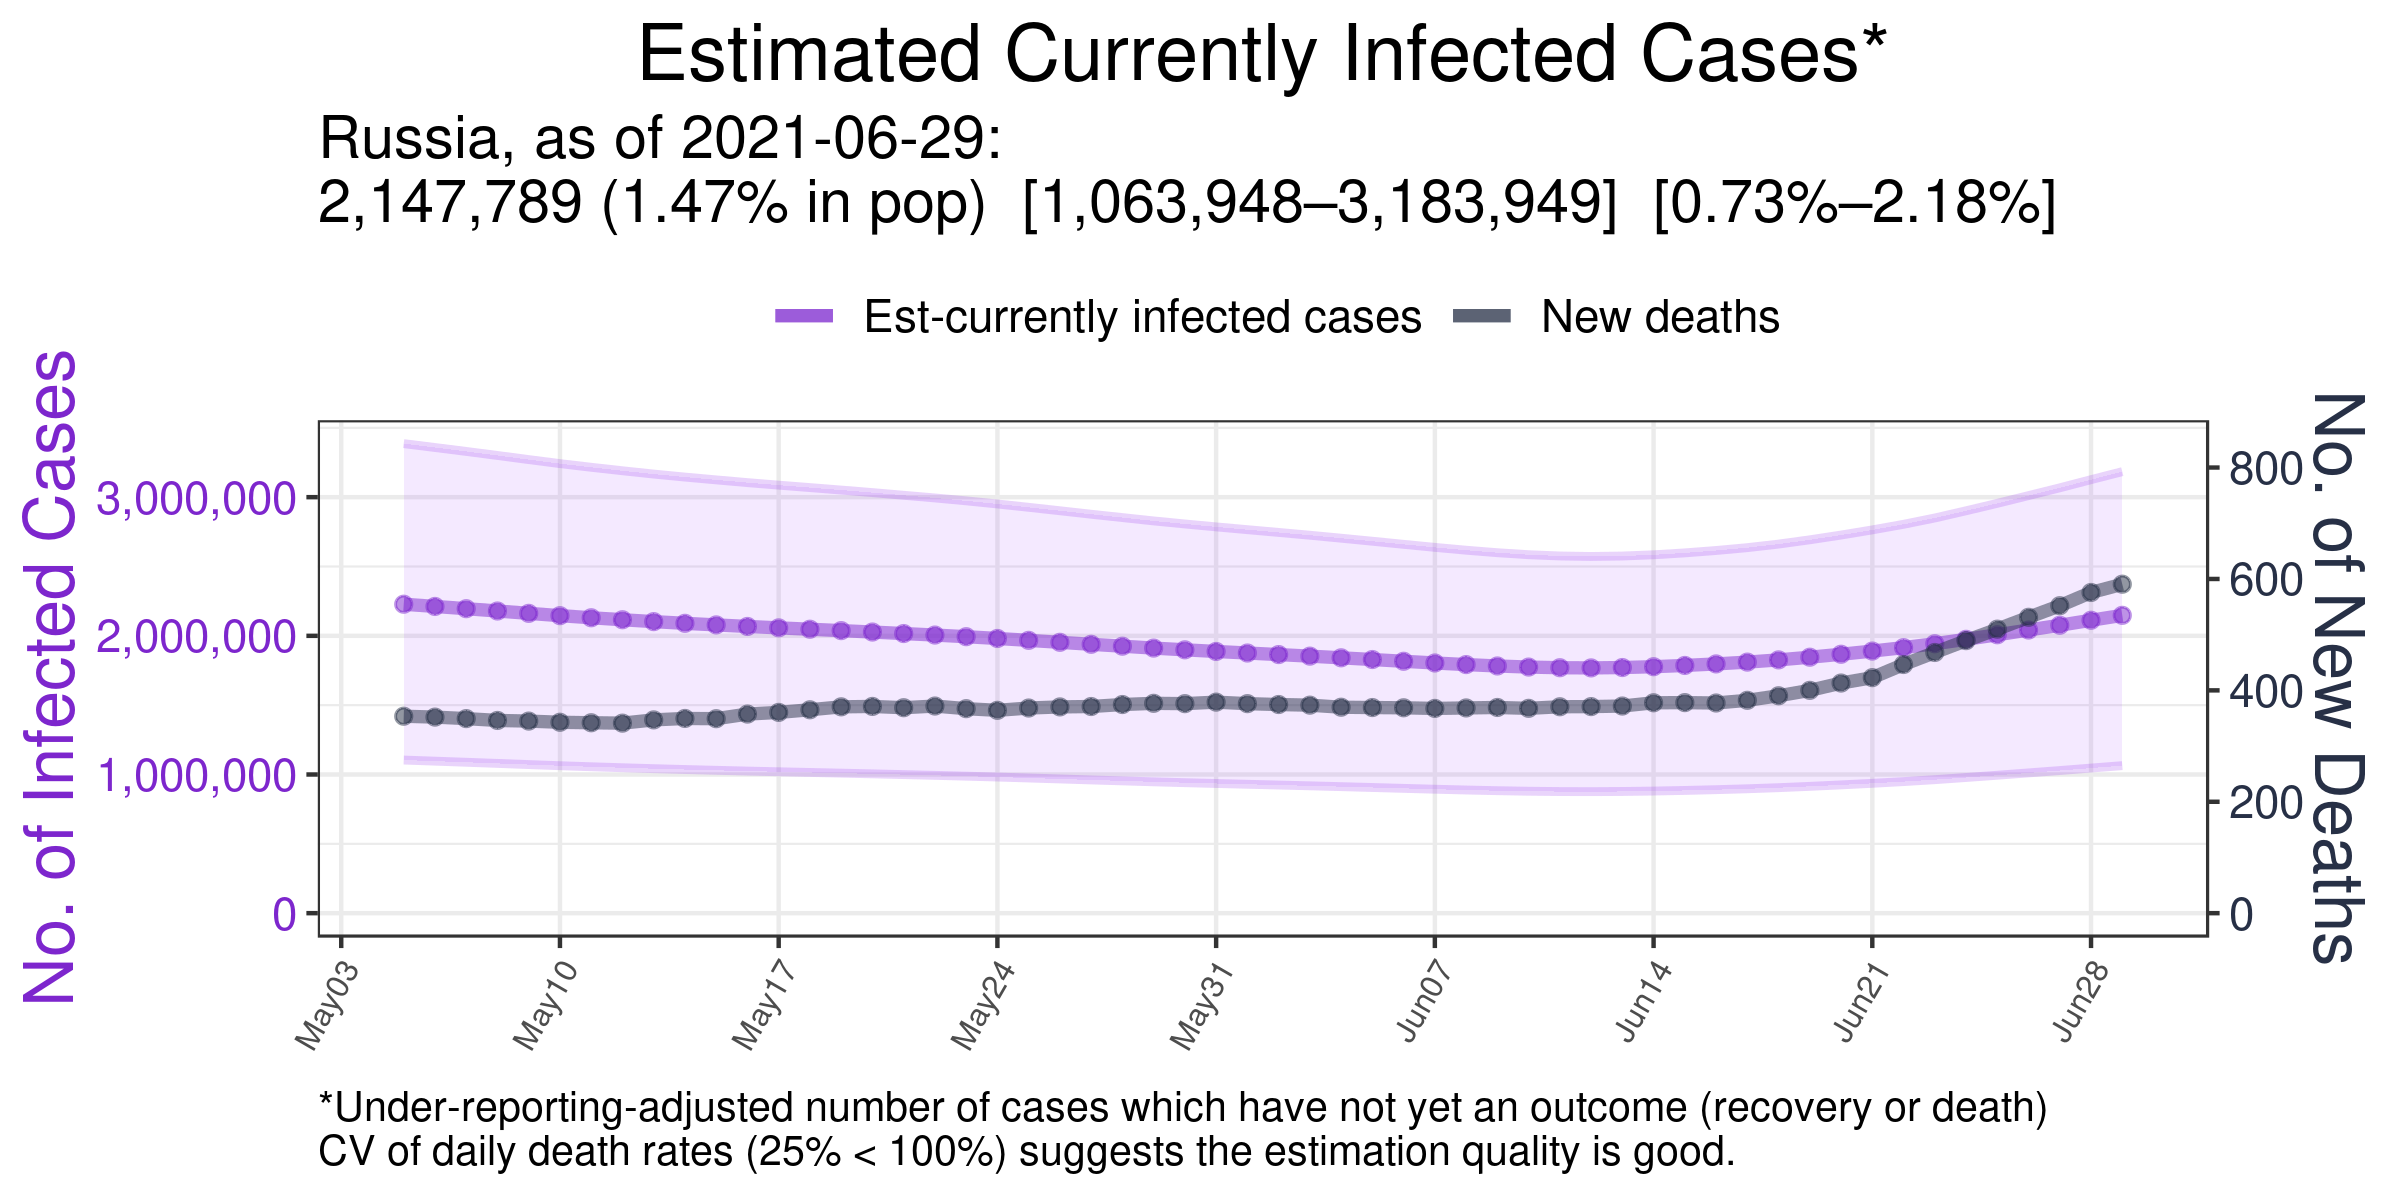 Estimated Currently Infected Cases*
Russia, as of 2021-06-29:
2,147,789 (1.47% in pop) [1,063,948–3,183,949] [0.73%–2.18%]
Est-currently infected cases
New deaths
No. of Infected Cases
3,000,000
2,000,000
1,000,000
0
800
600
400
200
0
No. of New Deaths
May03
May10
May17
May24
May31
Jun07
Jun14
Jun21
Jun28
*Under-reporting-adjusted number of cases which have not yet an outcome (recovery or death)
CV of daily death rates (25% < 100%) suggests the estimation quality is good.